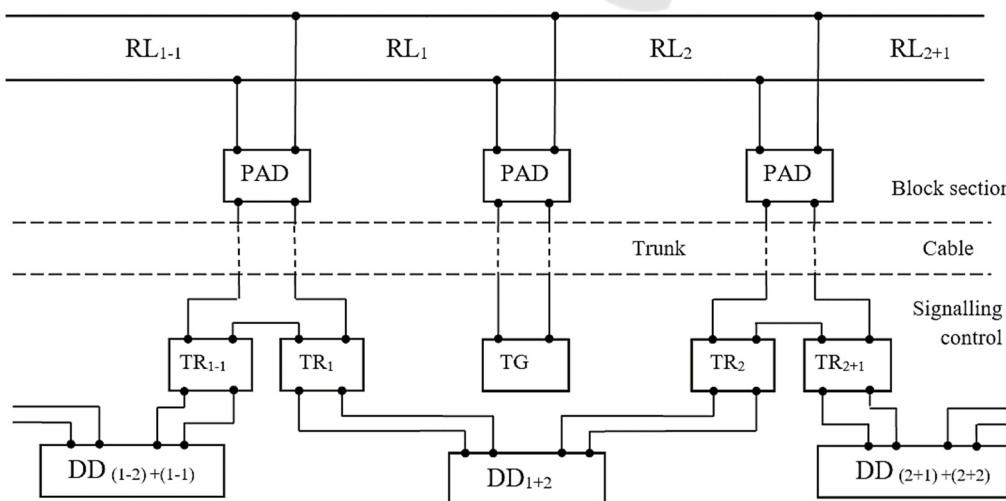 RL₁₋₁ RL₁ RL₂ RL₂₊₁
PAD PAD PAD
Block section
Trunk Cable
Signalling
control
TR₁₋₁ TR₁ TG TR₂ TR₂₊₁
DD ₍₁₋₂₎ ₊₍₁₋₁₎ DD₁₊₂ DD ₍₂₊₁₎ ₊ ₍₂₊₂₎